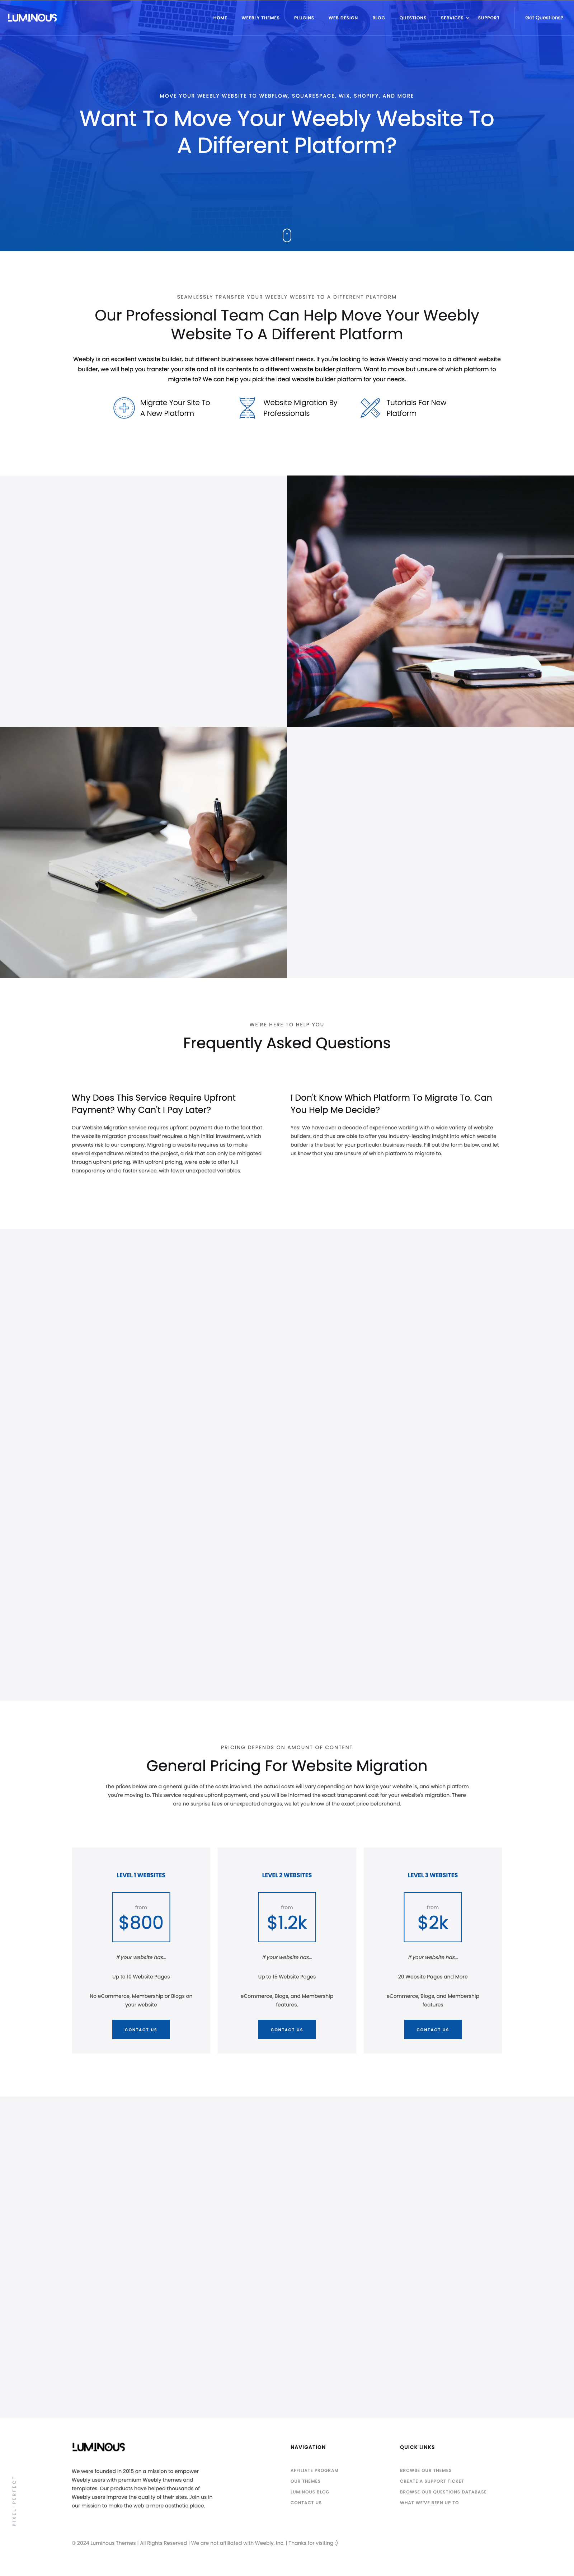 LUMINOUS
HOME WEEBLY THEMES PLUGINS WEB DESIGN BLOG QUESTIONS SERVICES SUPPORT Got Questions?
MOVE YOUR WEEBLY WEBSITE TO WEBFLOW, SQUARESPACE, WIX, SHOPIFY, AND MORE
Want To Move Your Weebly Website To
A Different Platform?
SEAMLESSLY TRANSFER YOUR WEEBLY WEBSITE TO A DIFFERENT PLATFORM
Our Professional Team Can Help Move Your Weebly
Website To A Different Platform
Weebly is an excellent website builder, but different businesses have different needs. If you're looking to leave Weebly and move to a different website
builder, we will help you transfer your site and all its contents to a different website builder platform. Want to move but unsure of which platform to
migrate to? We can help you pick the ideal website builder platform for your needs.
Migrate Your Site To
A New Platform
Website Migration By
Professionals
Tutorials For New
Platform
WE'RE HERE TO HELP YOU
Frequently Asked Questions
Why Does This Service Require Upfront
Payment? Why Can't I Pay Later?
Our Website Migration service requires upfront payment due to the fact that
the website migration process itself requires a high initial investment, which
presents risk to our company. Migrating a website requires us to make
several expenditures related to the project, a risk that can only be mitigated
through upfront pricing. With upfront pricing, we're able to offer full
transparency and a faster service, with fewer unexpected variables.
I Don't Know Which Platform To Migrate To. Can
You Help Me Decide?
Yes! We have over a decade of experience working with a wide variety of website
builders, and thus are able to offer you industry-leading insight into which website
builder is the best for your particular business needs. Fill out the form below, and let
us know that you are unsure of which platform to migrate to.
PRICING DEPENDS ON AMOUNT OF CONTENT
General Pricing For Website Migration
The prices below are a general guide of the costs involved. The actual costs will vary depending on how large your website is, and which platform
you're moving to. This service requires upfront payment, and you will be informed the exact transparent cost for your website's migration. There
are no surprise fees or unexpected charges, we let you know of the exact price beforehand.
LEVEL 1 WEBSITES
from
$800
If your website has...
Up to 10 Website Pages
No eCommerce, Membership or Blogs on
your website
CONTACT US
LEVEL 2 WEBSITES
from
$1.2k
If your website has...
Up to 15 Website Pages
eCommerce, Blogs, and Membership
features.
CONTACT US
LEVEL 3 WEBSITES
from
$2k
If your website has...
20 Website Pages and More
eCommerce, Blogs, and Membership
features
CONTACT US
PIXEL-PERFECT
LUMINOUS
We were founded in 2015 on a mission to empower
Weebly users with premium Weebly themes and
templates. Our products have helped thousands of
Weebly users improve the quality of their sites. Join us in
our mission to make the web a more aesthetic place.
NAVIGATION
AFFILIATE PROGRAM
OUR THEMES
LUMINOUS BLOG
CONTACT US
QUICK LINKS
BROWSE OUR THEMES
CREATE A SUPPORT TICKET
BROWSE OUR QUESTIONS DATABASE
WHAT WE'VE BEEN UP TO
© 2024 Luminous Themes | All Rights Reserved | We are not affiliated with Weebly, Inc. | Thanks for visiting :)